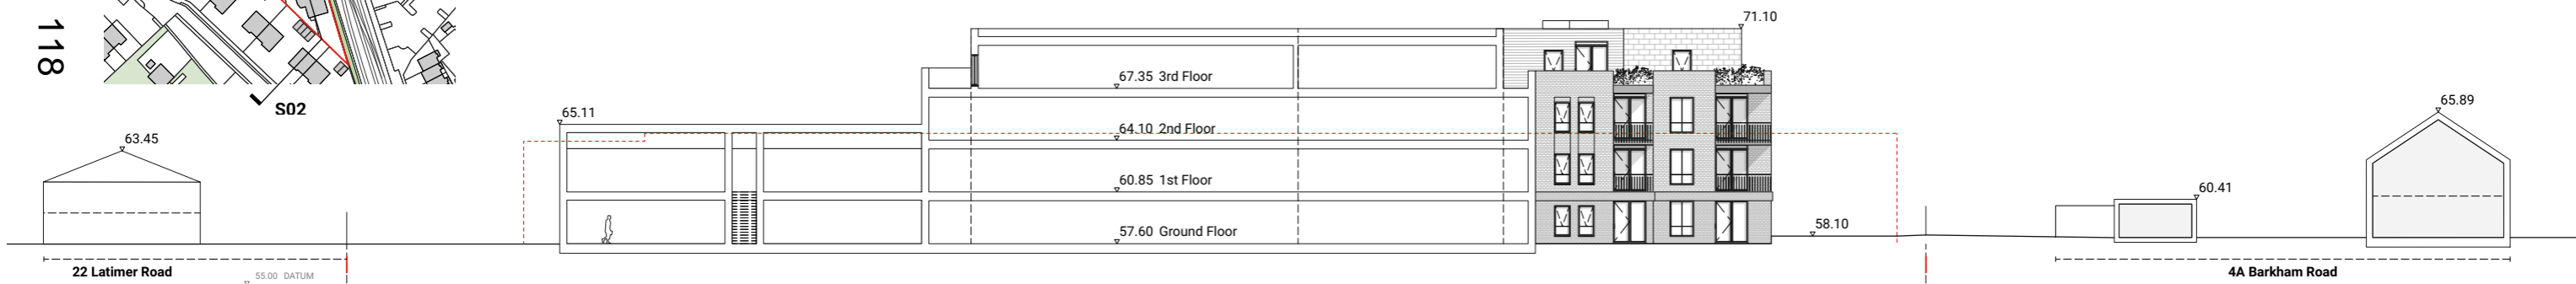 118
S02
71.10
67.35 3rd Floor
65.11
65.89
64.10 2nd Floor
63.45
60.85 1st Floor
60.41
58.10
57.60 Ground Floor
22 Latimer Road
55.00 DATUM
4A Barkham Road